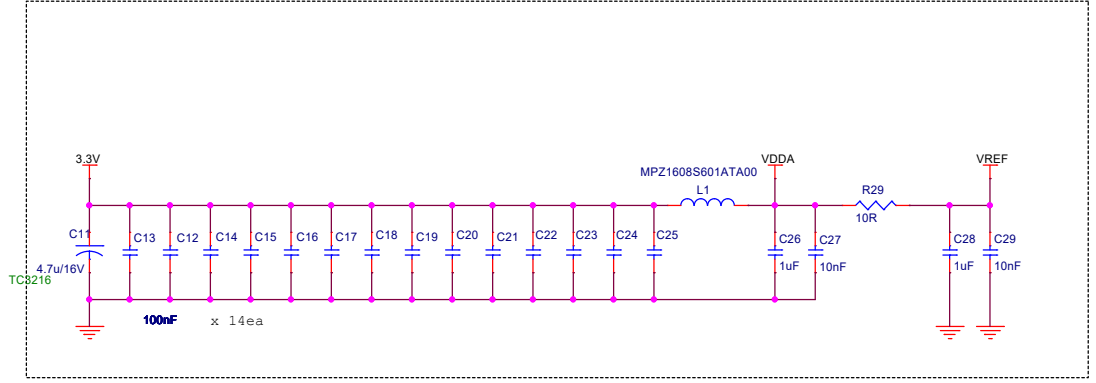 3.3V
VDDA
VREF
MPZ1608S601ATA00
L1
R29
10R
C11
C13
C12
C14
C15
C16
C17
C18
C19
C20
C21
C22
C23
C24
C25
C26
C27
C28
C29
4.7u/16V
1uF
10nF
1uF
10nF
TC3216
100nF x 14ea